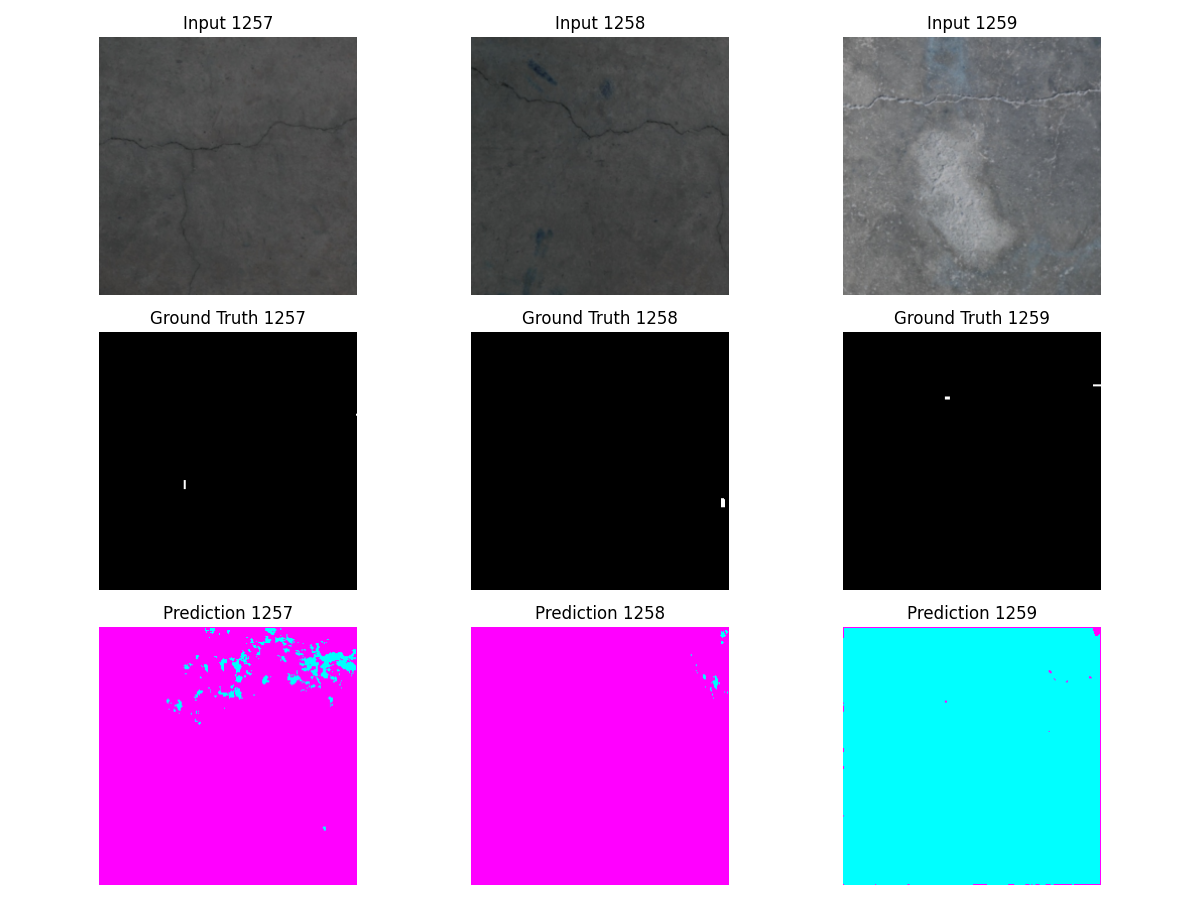 Input 1257
Input 1258
Input 1259
Ground Truth 1257
Ground Truth 1258
Ground Truth 1259
Prediction 1257
Prediction 1258
Prediction 1259